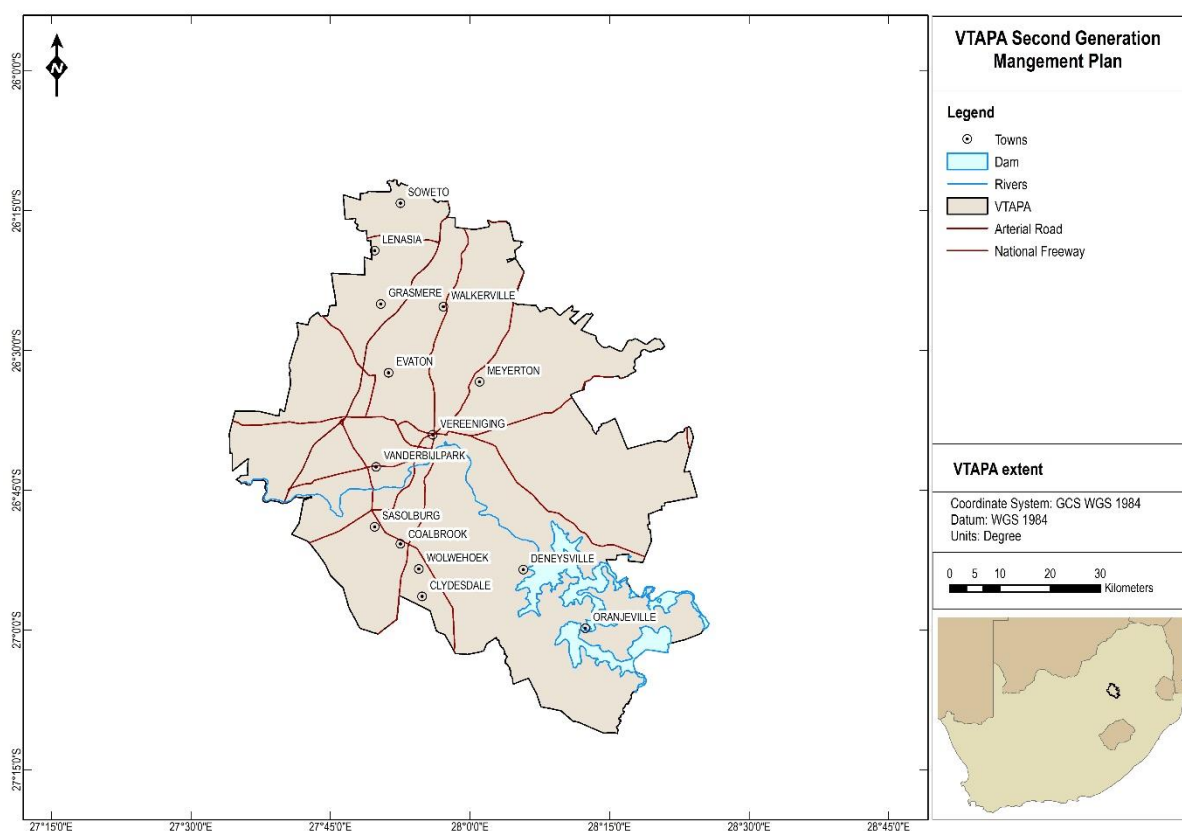 VTAPA Second Generation
Mangement Plan
Legend
Towns
Dam
Rivers
VTAPA
Arterial Road
National Freeway
VTAPA extent
Coordinate System: GCS WGS 1984
Datum: WGS 1984
Units: Degree
0 5 10 20 30
Kilometers
N
26°0'0"S
26°15'0"S
26°30'0"S
26°45'0"S
27°0'0"S
27°15'0"S
SOWETO
LENASIA
GRASMERE
WALKERVILLE
EVATON
MEYERTON
VEREENIGING
VANDERBIJLPARK
SASOLBURG
COALBROOK
WOLWEHOEK
DENEYSVILLE
CLYDESDALE
ORANJEVILLE
27°15'0"E
27°30'0"E
27°45'0"E
28°0'0"E
28°15'0"E
28°30'0"E
28°45'0"E